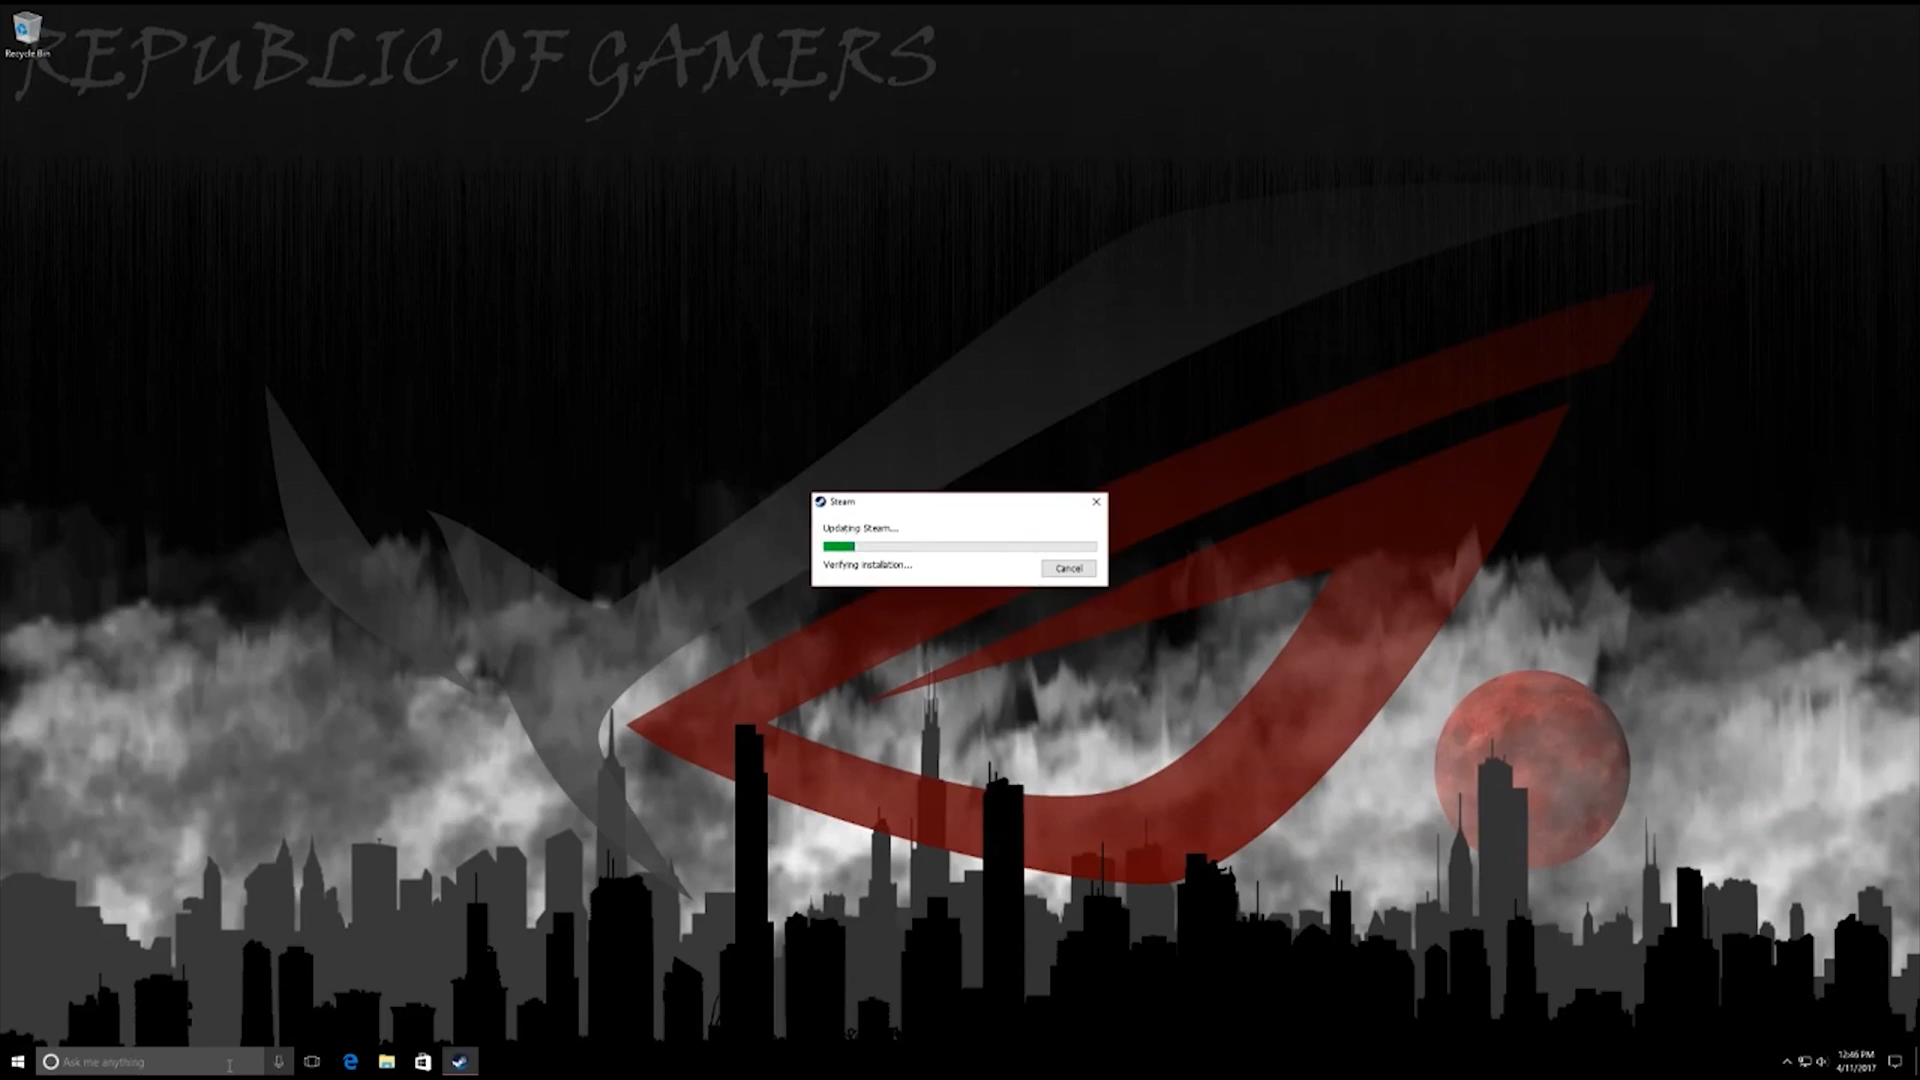 REPUBLIC OF GAMERS
Recycle Bin
Steam
Updating Steam...
Verifying installation...
Cancel
Ask me anything
12:46 PM
4/11/2017